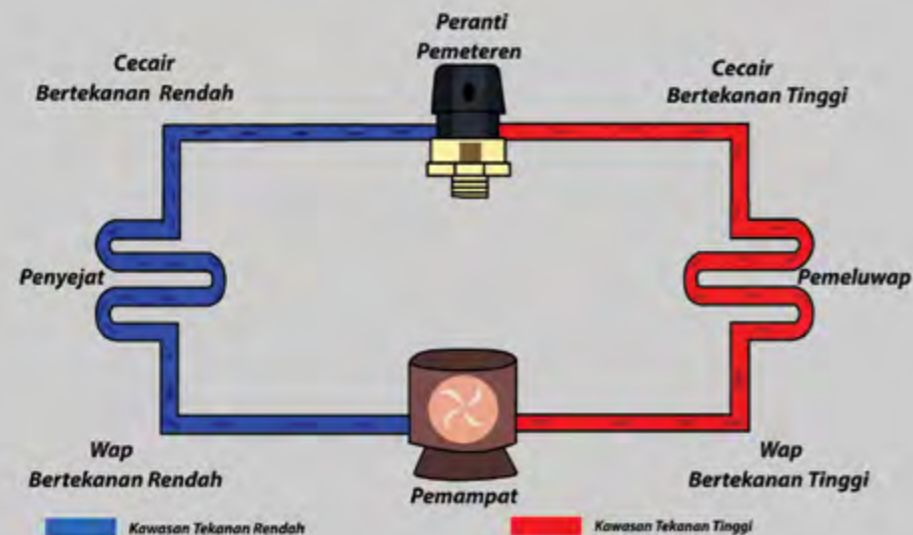 Peranti
Pemeteren
Cecair
Bertekanan Rendah
Cecair
Bertekanan Tinggi
Penyejat
Pemeluwap
Wap
Bertekanan Rendah
Pemampat
Wap
Bertekanan Tinggi
Kawasan Tekanan Rendah
Kawasan Tekanan Tinggi